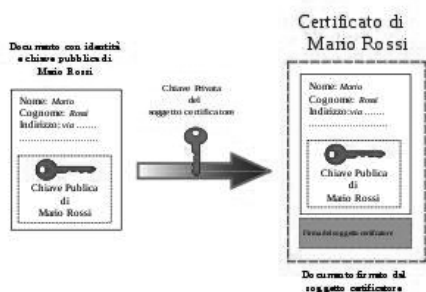 Documento con identità
e chiave pubblica di
Mario Rossi
Nome: Mario
Cognome: Rossi
Indirizzo: via .......
........................
Chiave Publica
di
Mario Rossi
Chiave Privata
del
soggetto certificatore
Certificato di
Mario Rossi
Nome: Mario
Cognome: Rossi
Indirizzo: via .......
........................
Chiave Publica
di
Mario Rossi
Firma del soggetto certificatore
Documento firmato dal
soggetto certificatore